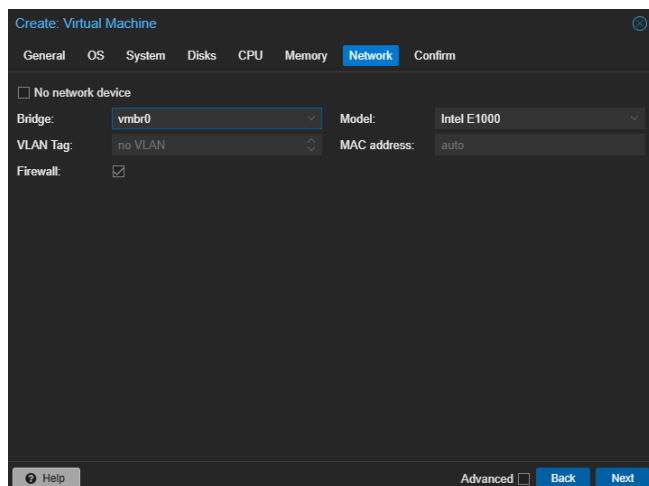 Create: Virtual Machine
General OS System Disks CPU Memory Network Confirm
No network device
Bridge: vmbr0 Model: Intel E1000
VLAN Tag: no VLAN MAC address: auto
Firewall:
Help Advanced Back Next